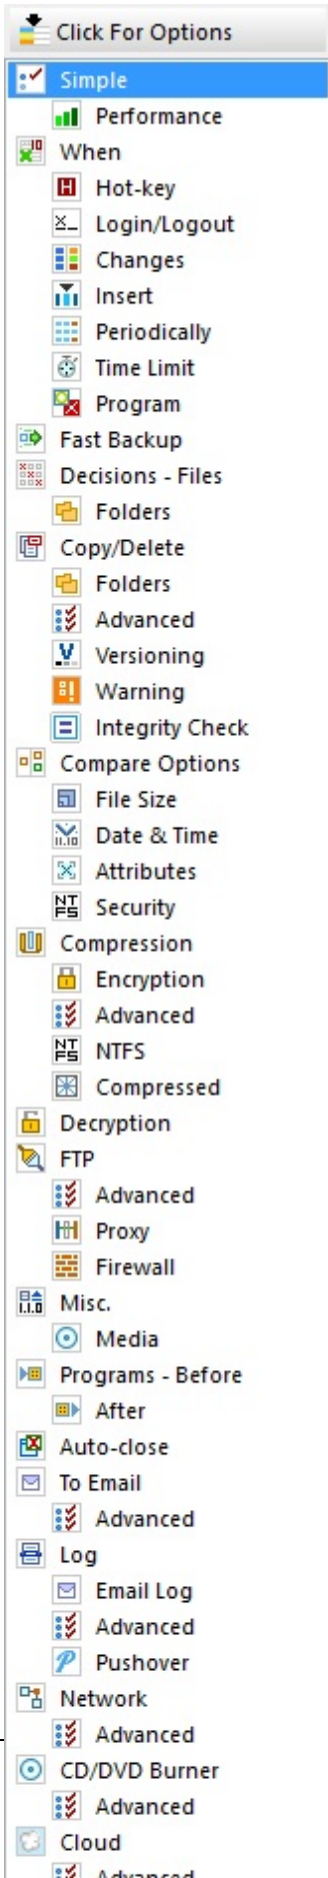 Click For Options
Simple
Performance
When
Hot-key
Login/Logout
Changes
Insert
Periodically
Time Limit
Program
Fast Backup
Decisions - Files
Folders
Copy/Delete
Folders
Advanced
Versioning
Warning
Integrity Check
Compare Options
File Size
Date & Time
Attributes
Security
Compression
Encryption
Advanced
NTFS
Compressed
Decryption
FTP
Advanced
Proxy
Firewall
Misc.
Media
Programs - Before
After
Auto-close
To Email
Advanced
Log
Email Log
Advanced
Pushover
Network
Advanced
CD/DVD Burner
Advanced
Cloud
Advanced